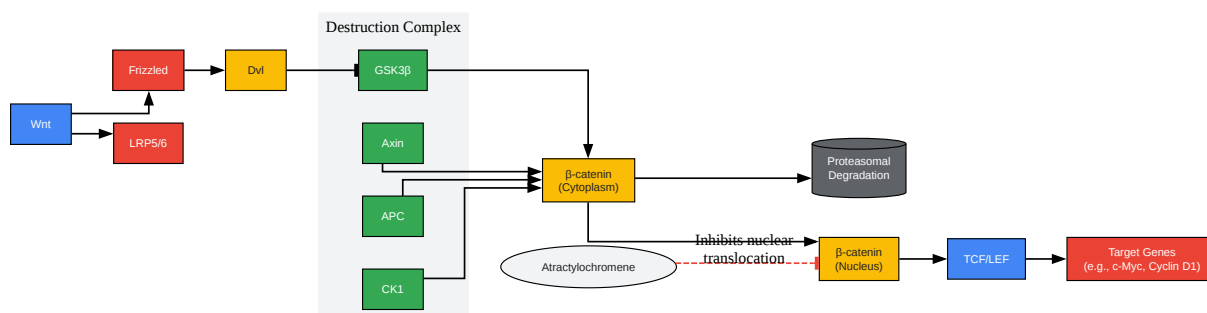 Destruction Complex
Frizzled
Dvl
GSK3β
Wnt
LRP5/6
Axin
β-catenin
(Cytoplasm)
Proteasomal
Degradation
APC
Inhibits nuclear
translocation
Atractylochromene
β-catenin
(Nucleus)
TCF/LEF
Target Genes
(e.g., c-Myc, Cyclin D1)
CK1